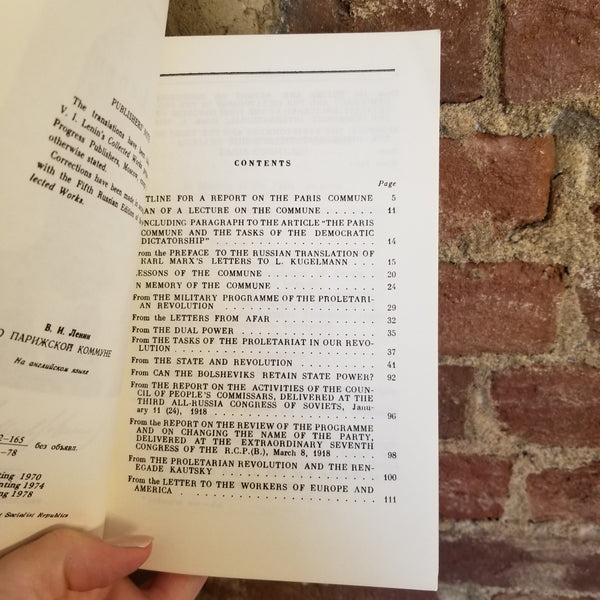 PUBLISHERS'
The translations have been
V. I. Lenin's Collected Works
Progress Publishers, Moscow
otherwise stated.
Corrections have been made
with the Fifth Russian Edition of
lected Works.
В. И. Ленин
О ПАРИЖСКОЙ КОММУНЕ
На английском языке
2—165
—78
без объявл.
ting 1970
nting 1974
ing 1978
Socialist Republics
CONTENTS
Page
TLINE FOR A REPORT ON THE PARIS COMMUNE 5
AN OF A LECTURE ON THE COMMUNE . . . . . . 11
NCLUDING PARAGRAPH TO THE ARTICLE "THE PARIS
COMMUNE AND THE TASKS OF THE DEMOCRATIC
DICTATORSHIP" . . . . . . . . . . . . . . . 14
From the PREFACE TO THE RUSSIAN TRANSLATION OF
KARL MARX'S LETTERS TO L. KUGELMANN . . . 15
LESSONS OF THE COMMUNE . . . . . . . . . . 20
IN MEMORY OF THE COMMUNE . . . . . . . . . 24
From THE MILITARY PROGRAMME OF THE PROLETARI-
AN REVOLUTION . . . . . . . . . . . . . . . 29
From the LETTERS FROM AFAR . . . . . . . . . 32
From THE DUAL POWER . . . . . . . . . . . . 35
From THE TASKS OF THE PROLETARIAT IN OUR REVO-
LUTION . . . . . . . . . . . . . . . . . . . 37
From THE STATE AND REVOLUTION . . . . . . . 41
From CAN THE BOLSHEVIKS RETAIN STATE POWER? 92
From THE REPORT ON THE ACTIVITIES OF THE COUN-
CIL OF PEOPLE'S COMMISSARS, DELIVERED AT THE
THIRD ALL-RUSSIA CONGRESS OF SOVIETS, Janu-
ary 11 (24), 1918 . . . . . . . . . . . . . . 96
From the REPORT ON THE REVIEW OF THE PROGRAMME
AND ON CHANGING THE NAME OF THE PARTY,
DELIVERED AT THE EXTRAORDINARY SEVENTH
CONGRESS OF THE R.C.P.(B.), March 8, 1918 . . . . 98
From THE PROLETARIAN REVOLUTION AND THE REN-
EGADE KAUTSKY . . . . . . . . . . . . . . . 100
From the LETTER TO THE WORKERS OF EUROPE AND
AMERICA . . . . . . . . . . . . . . . . . . 111